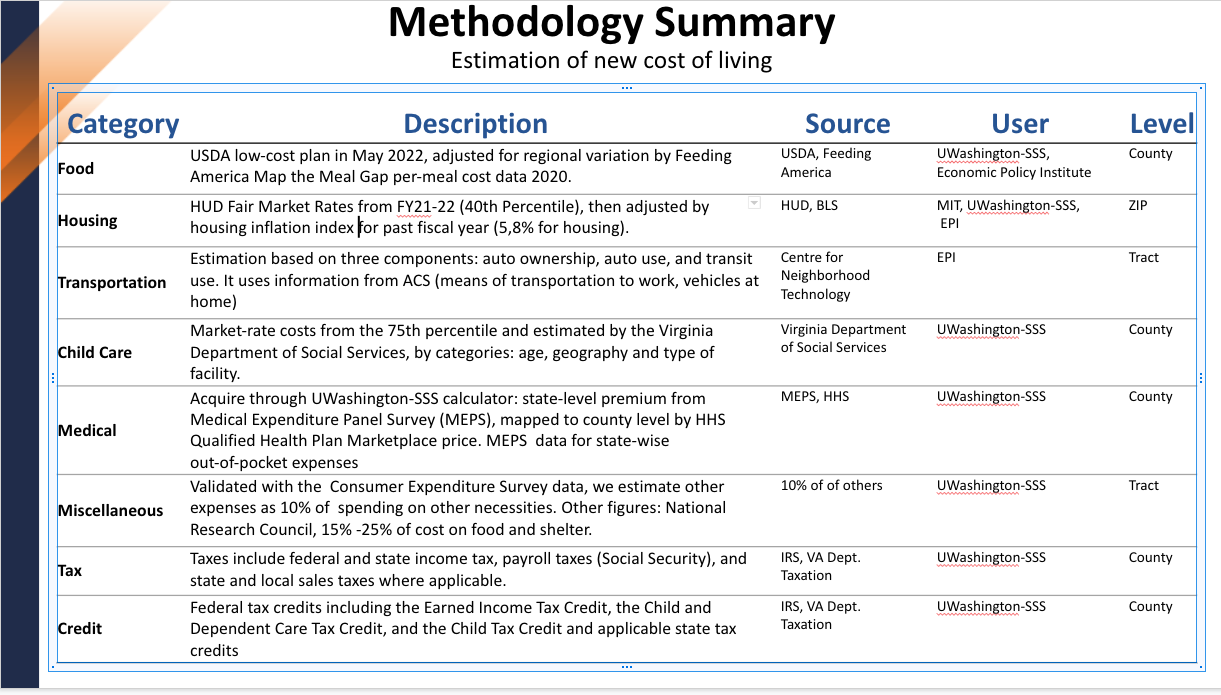 Methodology Summary
Estimation of new cost of living
Category Description Source User Level
Food
USDA low-cost plan in May 2022, adjusted for regional variation by Feeding
America Map the Meal Gap per-meal cost data 2020.
USDA, Feeding
America
UWashington-SSS,
Economic Policy Institute
County
Housing
HUD Fair Market Rates from FY21-22 (40th Percentile), then adjusted by
housing inflation index for past fiscal year (5,8% for housing).
HUD, BLS
MIT, UWashington-SSS,
EPI
ZIP
Transportation
Estimation based on three components: auto ownership, auto use, and transit
use. It uses information from ACS (means of transportation to work, vehicles at
home)
Centre for
Neighborhood
Technology
EPI
Tract
Child Care
Market-rate costs from the 75th percentile and estimated by the Virginia
Department of Social Services, by categories: age, geography and type of
facility.
Virginia Department
of Social Services
UWashington-SSS
County
Medical
Acquire through UWashington-SSS calculator: state-level premium from
Medical Expenditure Panel Survey (MEPS), mapped to county level by HHS
Qualified Health Plan Marketplace price. MEPS  data for state-wise
out-of-pocket expenses
MEPS, HHS
UWashington-SSS
County
Miscellaneous
Validated with the  Consumer Expenditure Survey data, we estimate other
expenses as 10% of  spending on other necessities. Other figures: National
Research Council, 15% -25% of cost on food and shelter.
10% of of others
UWashington-SSS
Tract
Tax
Taxes include federal and state income tax, payroll taxes (Social Security), and
state and local sales taxes where applicable.
IRS, VA Dept.
Taxation
UWashington-SSS
County
Credit
Federal tax credits including the Earned Income Tax Credit, the Child and
Dependent Care Tax Credit, and the Child Tax Credit and applicable state tax
credits
IRS, VA Dept.
Taxation
UWashington-SSS
County